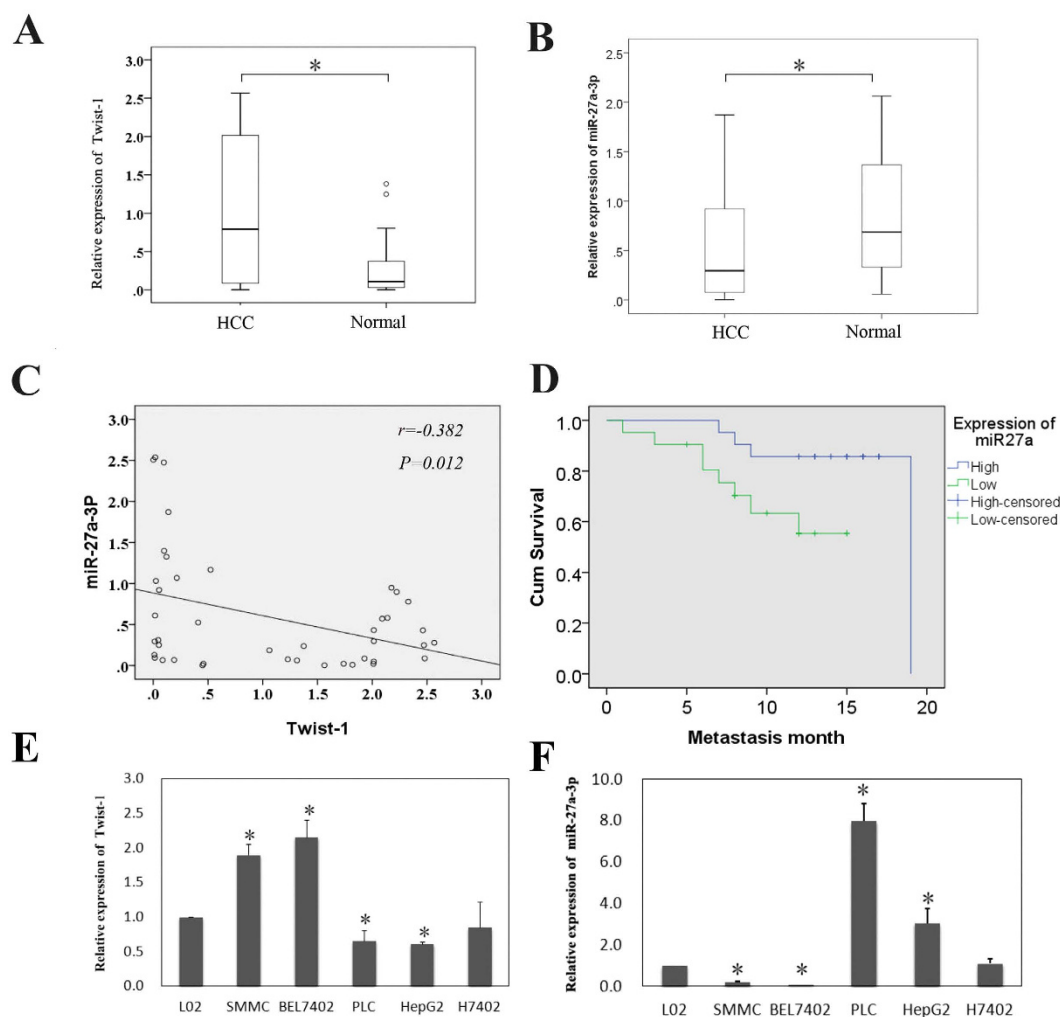 A
Relative expression of Twist-1
3.0
2.5
2.0
1.5
1.0
.5
.0
*
HCC Normal
B
Relative expression of miR-27a-3p
2.5
2.0
1.5
1.0
.5
.0
*
HCC Normal
C
miR-27a-3P
3.0
2.5
2.0
1.5
1.0
.5
.0
r=-0.382
P=0.012
.0 .5 1.0 1.5 2.0 2.5 3.0
Twist-1
D
Cum Survival
1.0
0.8
0.6
0.4
0.2
0.0
0 5 10 15 20
Metastasis month
Expression of
miR27a
High
Low
High-censored
Low-censored
E
Relative expression of Twist-1
3.0
2.5
2.0
1.5
1.0
0.5
0.0
* * * *
L02 SMMC BEL7402 PLC HepG2 H7402
F
Relative expression of miR-27a-3p
10.0
8.0
6.0
4.0
2.0
0.0
* * * *
L02 SMMC BEL7402 PLC HepG2 H7402